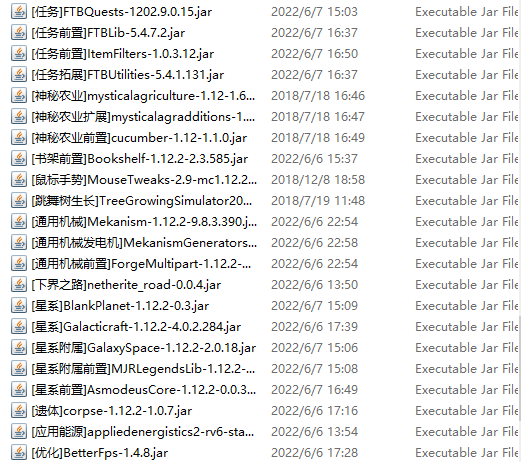 [任务]FTBQuests-1202.9.0.15.jar 2022/6/7 15:03 Executable Jar File
[任务前置]FTBLib-5.4.7.2.jar 2022/6/7 16:37 Executable Jar File
[任务前置]ItemFilters-1.0.3.12.jar 2022/6/7 16:50 Executable Jar File
[任务拓展]FTBUtilities-5.4.1.131.jar 2022/6/7 16:37 Executable Jar File
[神秘农业]mysticalagriculture-1.12-1.6... 2018/7/18 16:46 Executable Jar File
[神秘农业扩展]mysticalagradditions-1.... 2018/7/18 16:47 Executable Jar File
[神秘农业前置]cucumber-1.12-1.1.0.jar 2018/7/18 16:49 Executable Jar File
[书架前置]Bookshelf-1.12.2-2.3.585.jar 2022/6/6 15:37 Executable Jar File
[鼠标手势]MouseTweaks-2.9-mc1.12.2... 2018/12/8 18:58 Executable Jar File
[跳舞树生长]TreeGrowingSimulator20... 2018/7/19 11:48 Executable Jar File
[通用机械]Mekanism-1.12.2-9.8.3.390.j... 2022/6/6 22:54 Executable Jar File
[通用机械发电机]MekanismGenerators... 2022/6/6 22:58 Executable Jar File
[通用机械前置]ForgeMultipart-1.12.2-... 2022/6/6 22:54 Executable Jar File
[下界之路]netherite_road-0.0.4.jar 2022/6/6 13:50 Executable Jar File
[星系]BlankPlanet-1.12.2-0.3.jar 2022/6/7 15:09 Executable Jar File
[星系]Galacticraft-1.12.2-4.0.2.284.jar 2022/6/6 17:39 Executable Jar File
[星系附属]GalaxySpace-1.12.2-2.0.18.jar 2022/6/7 15:06 Executable Jar File
[星系附属前置]MJRLegendsLib-1.12.2-... 2022/6/7 15:08 Executable Jar File
[星系前置]AsmodeusCore-1.12.2-0.0.3... 2022/6/7 16:49 Executable Jar File
[遗体]corpse-1.12.2-1.0.7.jar 2022/6/6 17:16 Executable Jar File
[应用能源]appliedenergistics2-rv6-sta... 2022/6/6 13:54 Executable Jar File
[优化]BetterFps-1.4.8.jar 2022/6/6 17:28 Executable Jar File